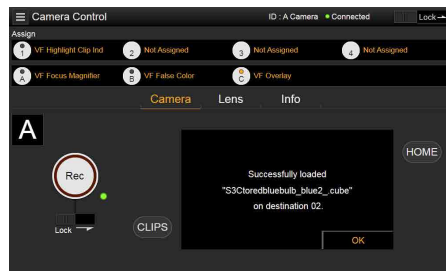 Camera Control
ID : A Camera
Connected
Lock
Assign
1 VF Highlight Clip Ind
2 Not Assigned
3 Not Assigned
4 Not Assigned
A VF Focus Magnifier
B VF False Color
C VF Overlay
Camera
Lens
Info
A
HOME
Rec
Successfully loaded
"S3Ctoredbluebulb_blue2_.cube"
on destination 02.
Lock
CLIPS
OK